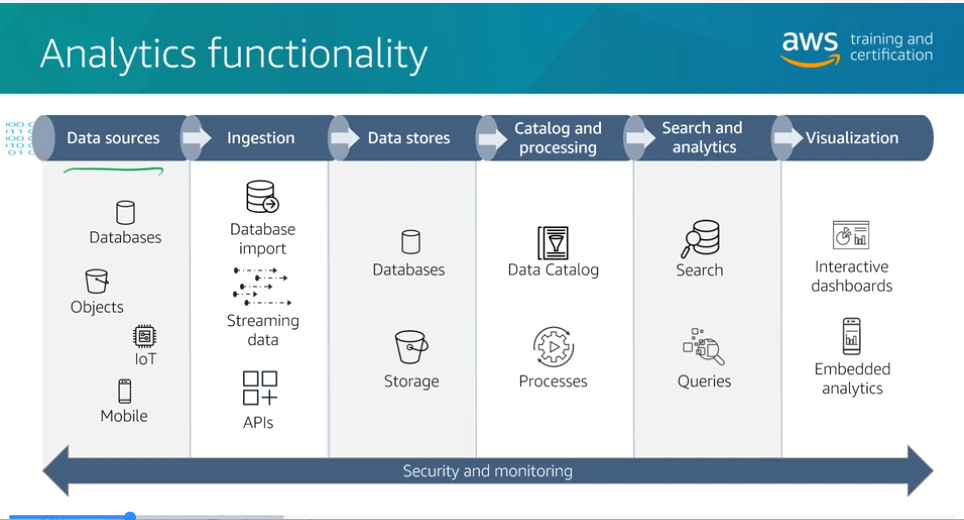 Analytics functionality
aws training and
certification
Data sources
Ingestion
Data stores
Catalog and
processing
Search and
analytics
Visualization
Databases
Objects
IoT
Mobile
Database
import
Streaming
data
APIs
Databases
Storage
Data Catalog
Processes
Search
Queries
Interactive
dashboards
Embedded
analytics
Security and monitoring